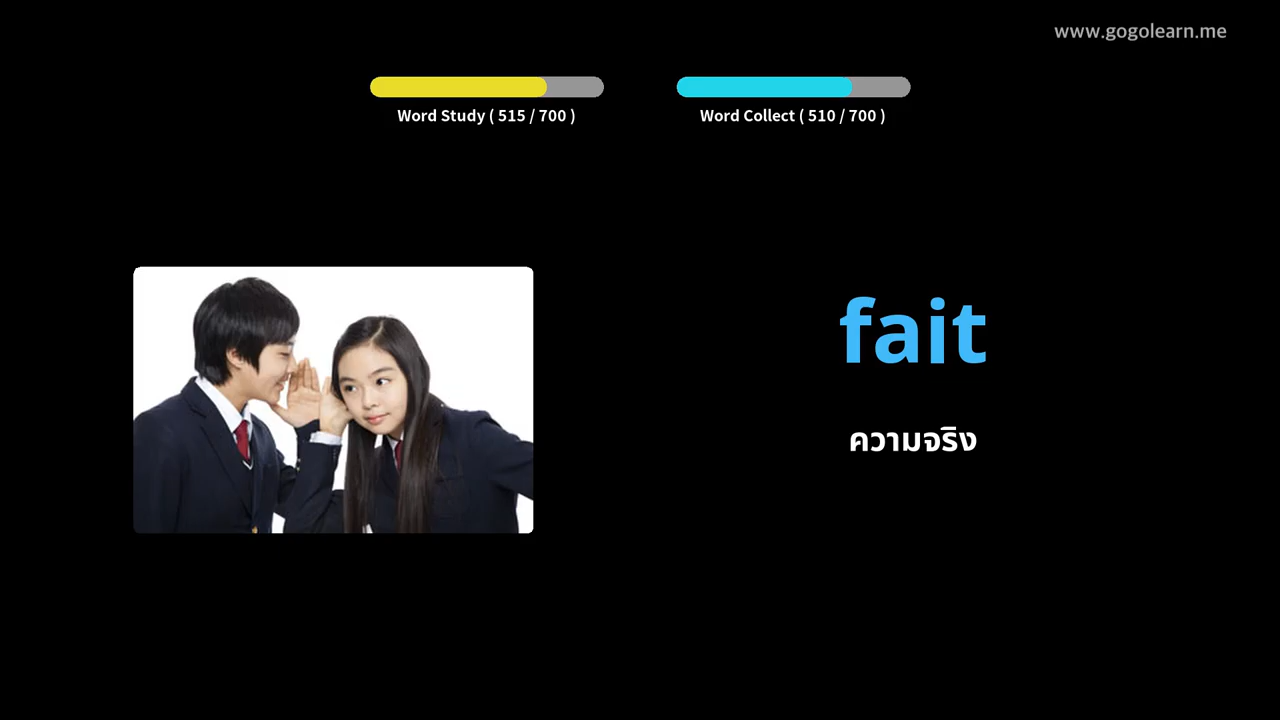 www.gogolearn.me
Word Study ( 515 / 700 )
Word Collect ( 510 / 700 )
fait
ความจริง